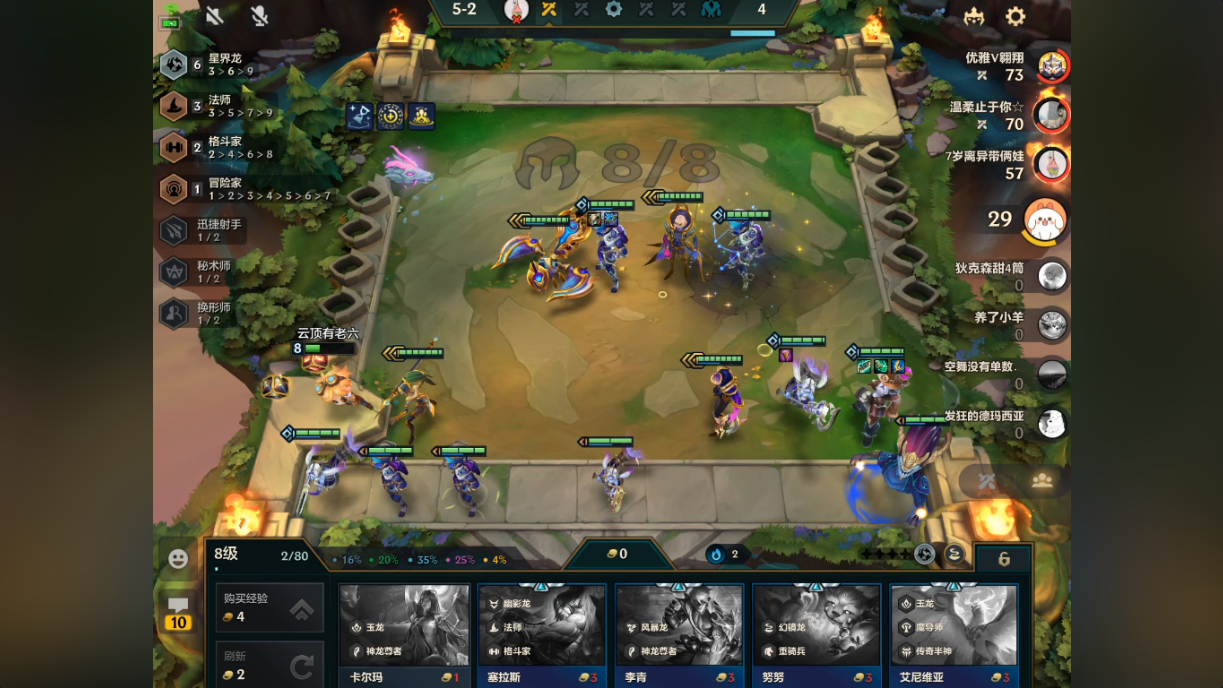 5-2
4
6 星界龙
3 > 6 > 9
3 法师
3 > 5 > 7 > 9
2 格斗家
2 > 4 > 6 > 8
1 冒险家
1 > 2 > 3 > 4 > 5 > 6 > 7
迅捷射手
1 / 2
秘术师
1 / 2
换形师
1 / 2
8/8
优雅V翱翔
73
温柔止于你☆
70
7岁离异带俩娃
57
29
狄克森甜4筒
0
养了小羊
0
空舞没有单数.
0
发狂的德玛西亚
0
云顶有老六
8
8级
2/80
16% 20% 35% 25% 4%
0
2
6
10
购买经验
4
刷新
2
玉龙
神龙尊者
卡尔玛 1
幽影龙
法师
格斗家
塞拉斯 3
风暴龙
神龙尊者
李青 3
幻镜龙
重骑兵
努努 3
玉龙
魔导师
传奇半神
艾尼维亚 3